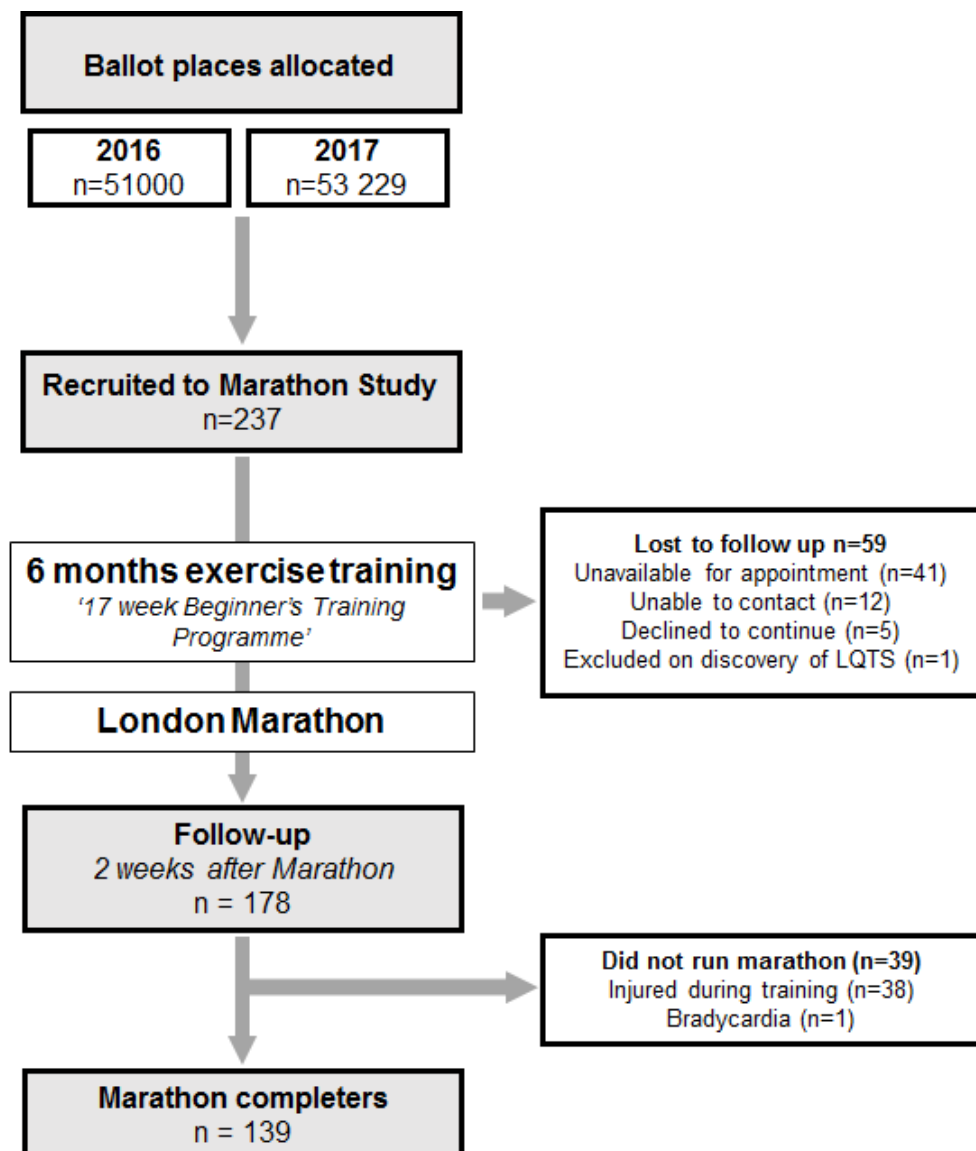 Ballot places allocated
2016
n=51000
2017
n=53 229
Recruited to Marathon Study
n=237
6 months exercise training
‘17 week Beginner’s Training
Programme’
Lost to follow up n=59
Unavailable for appointment (n=41)
Unable to contact (n=12)
Declined to continue (n=5)
Excluded on discovery of LQTS (n=1)
London Marathon
Follow-up
2 weeks after Marathon
n = 178
Did not run marathon (n=39)
Injured during training (n=38)
Bradycardia (n=1)
Marathon completers
n = 139